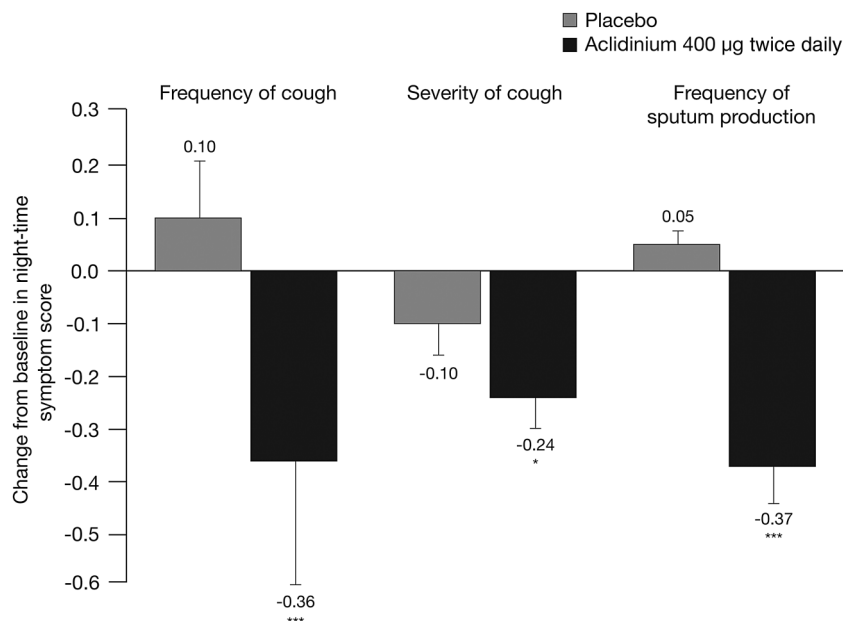 Placebo
Aclidinium 400 µg twice daily
Frequency of cough
Severity of cough
Frequency of
sputum production
Change from baseline in night-time
symptom score
0.3
0.2
0.1
0.0
-0.1
-0.2
-0.3
-0.4
-0.5
-0.6
0.10
-0.36
***
-0.10
-0.24
*
0.05
-0.37
***